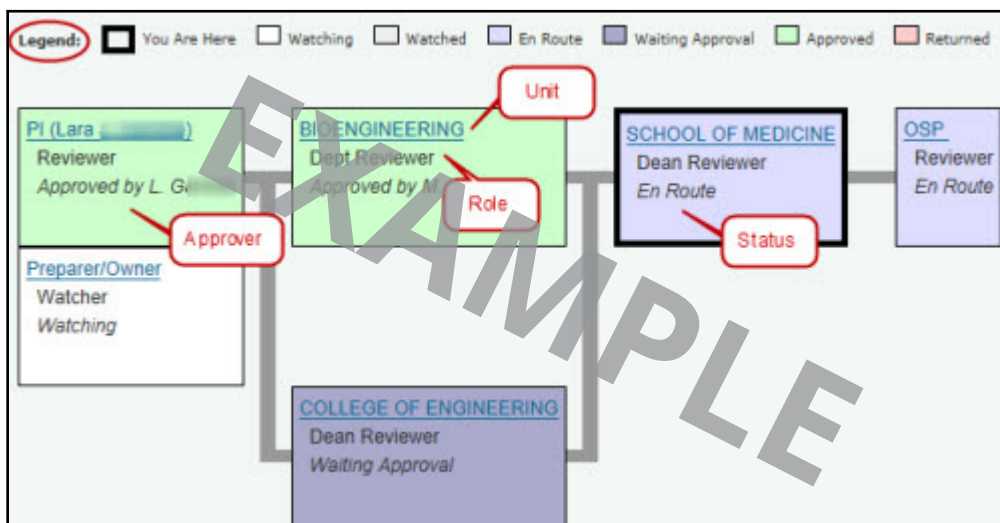 Legend: You Are Here Watching Watched En Route Waiting Approval Approved Returned
Unit
PI (Lara )
Reviewer
Approved by L. G
Approver
BIOENGINEERING
Dept Reviewer
Approved by M.
Role
SCHOOL OF MEDICINE
Dean Reviewer
En Route
Status
OSP
Reviewer
En Route
Preparer/Owner
Watcher
Watching
COLLEGE OF ENGINEERING
Dean Reviewer
Waiting Approval
EXAMPLE